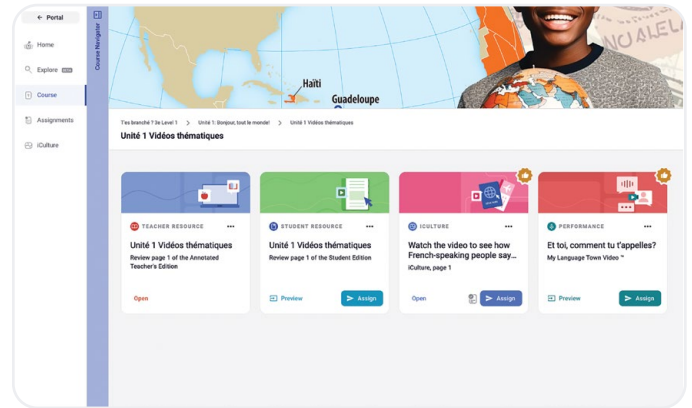 ← Portal
Home
Explore BETA
Course
Assignments
iCulture
Course Navigator
Haïti
Guadeloupe
T'es branché ? 3e Level 1 > Unité 1: Bonjour, tout le monde! > Unité 1 Vidéos thématiques
Unité 1 Vidéos thématiques
TEACHER RESOURCE
Unité 1 Vidéos thématiques
Review page 1 of the Annotated
Teacher's Edition
Open
STUDENT RESOURCE
Unité 1 Vidéos thématiques
Review page 1 of the Student Edition
Preview
Assign
ICULTURE
Watch the video to see how
French-speaking people say...
iCulture, page 1
Open
Assign
PERFORMANCE
Et toi, comment tu t'appelles?
My Language Town Video ™
Preview
Assign